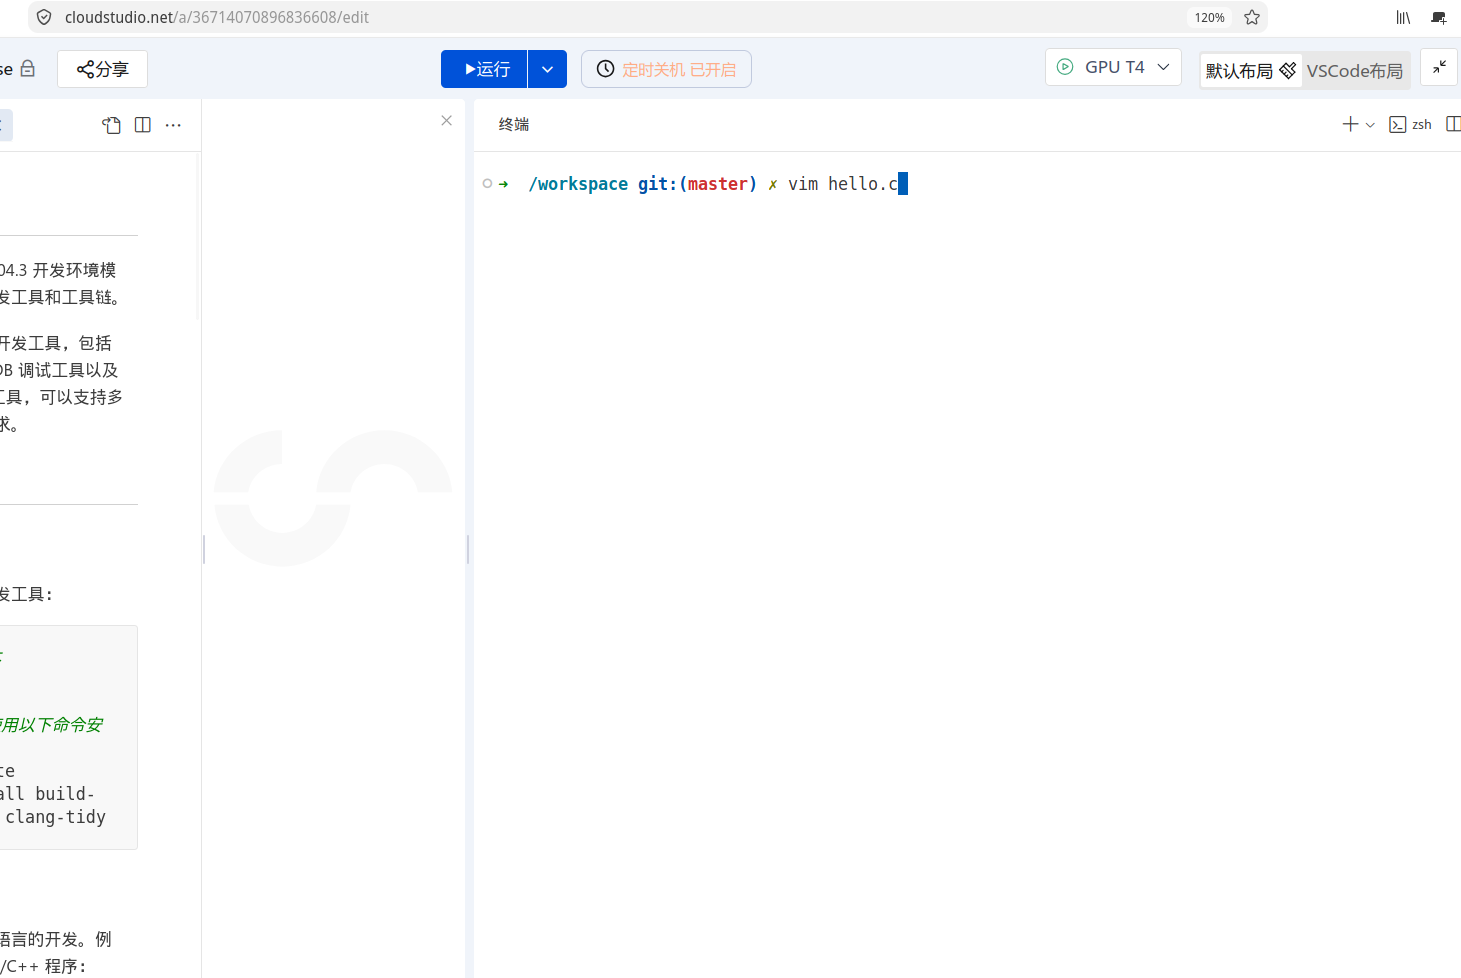 cloudstudio.net/a/36714070896836608/edit
120%
se
分享
运行
定时关机 已开启
GPU T4
默认布局
VSCode布局
终端
zsh
➜ /workspace git:(master) ✗ vim hello.c
04.3 开发环境模
发工具和工具链。
开发工具，包括
DB 调试工具以及
工具，可以支持多
求。
发工具：
使用以下命令安
te
all build-
clang-tidy
语言的开发。例
/C++ 程序：